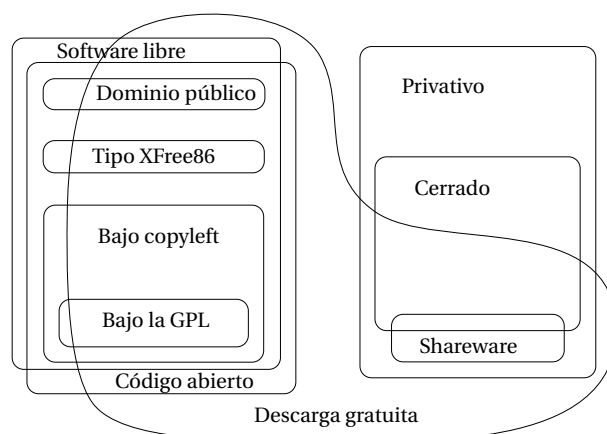 Software libre
Dominio público
Tipo XFree86
Bajo copyleft
Bajo la GPL
Código abierto
Privativo
Cerrado
Shareware
Descarga gratuita